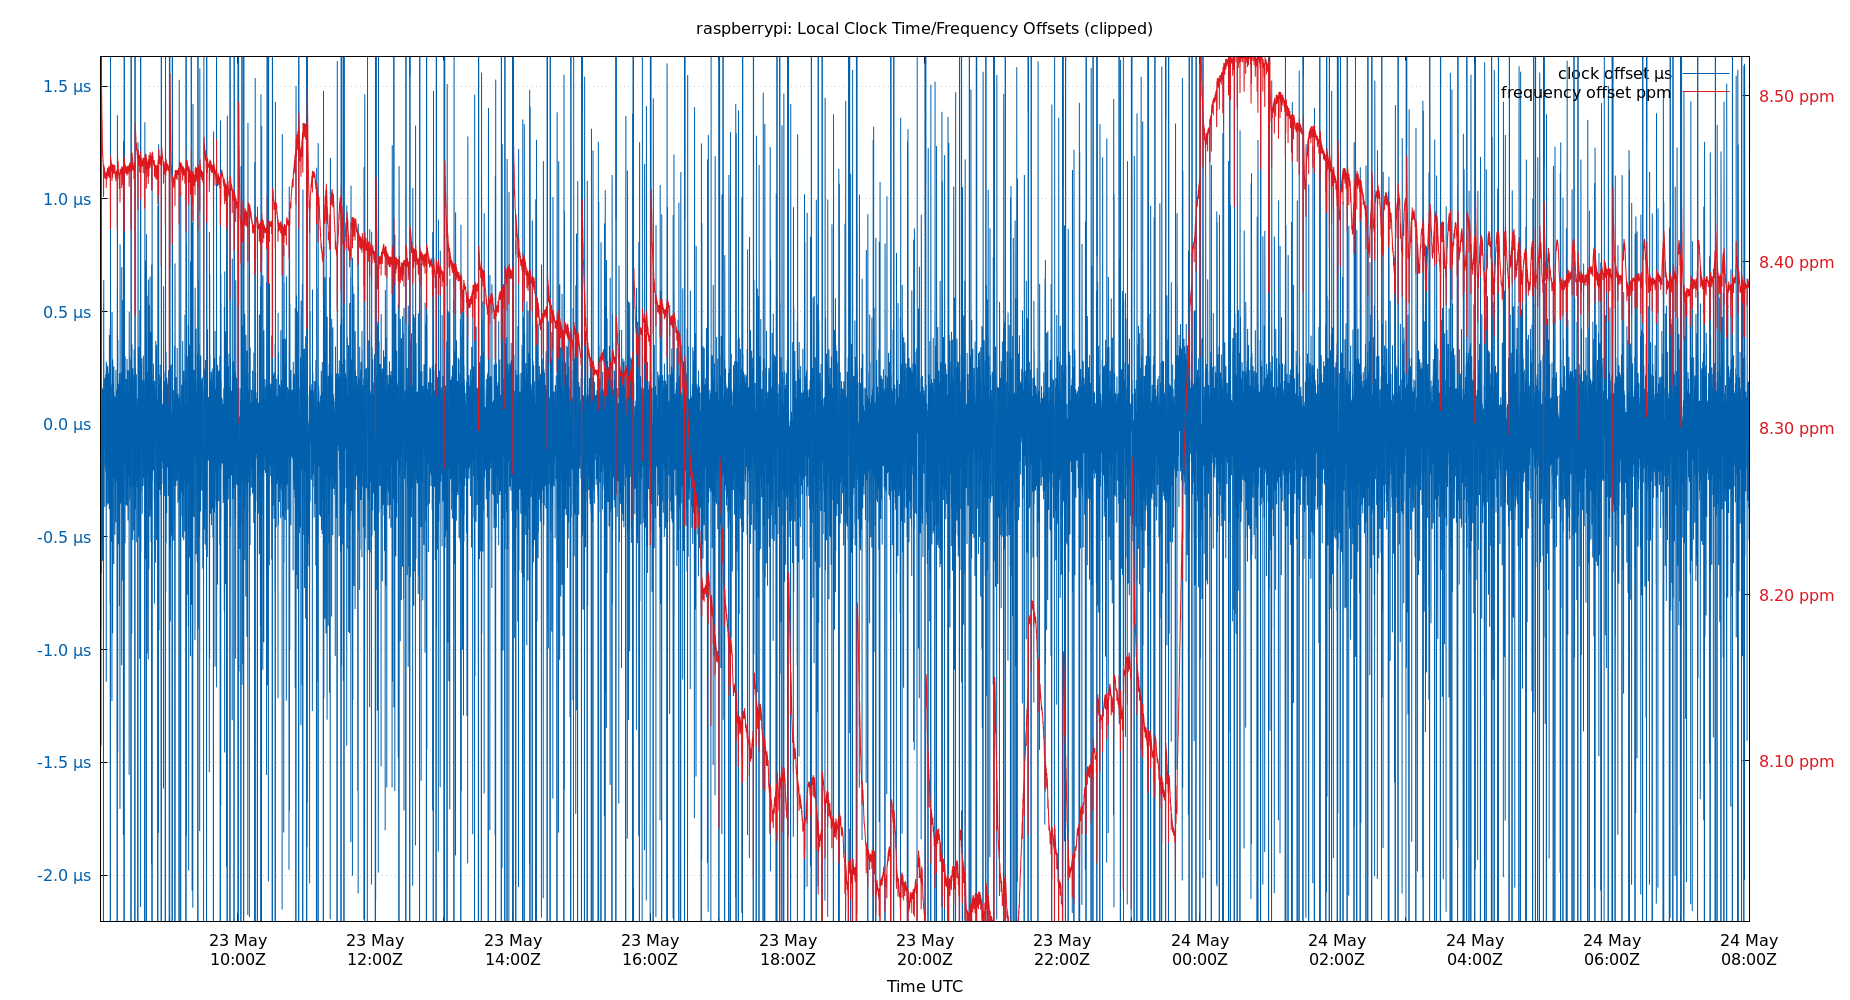 raspberrypi: Local Clock Time/Frequency Offsets (clipped)
clock offset µs
frequency offset ppm
1.5 µs
1.0 µs
0.5 µs
0.0 µs
-0.5 µs
-1.0 µs
-1.5 µs
-2.0 µs
8.50 ppm
8.40 ppm
8.30 ppm
8.20 ppm
8.10 ppm
23 May 23 May 23 May 23 May 23 May 23 May 23 May 24 May 24 May 24 May 24 May 24 May
10:00Z 12:00Z 14:00Z 16:00Z 18:00Z 20:00Z 22:00Z 00:00Z 02:00Z 04:00Z 06:00Z 08:00Z
Time UTC